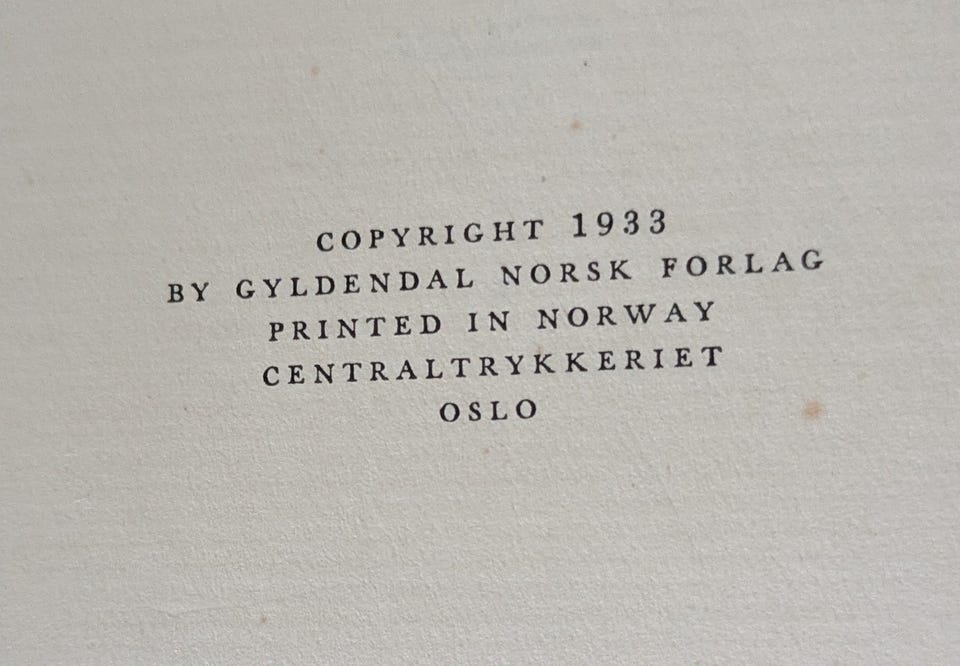 COPYRIGHT 1933
BY GYLDENDAL NORSK FORLAG
PRINTED IN NORWAY
CENTRALTRYKKERIET
OSLO